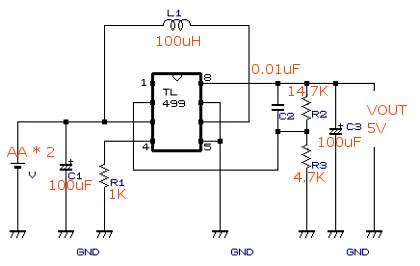 L1
100uH
0.01uF
1
8
TL
499
14.7K
VOUT
5V
C2
R2
C3
100uF
4
5
AA * 2
V
C1
100uF
R1
1K
R3
4.7K
GND
GND
GND